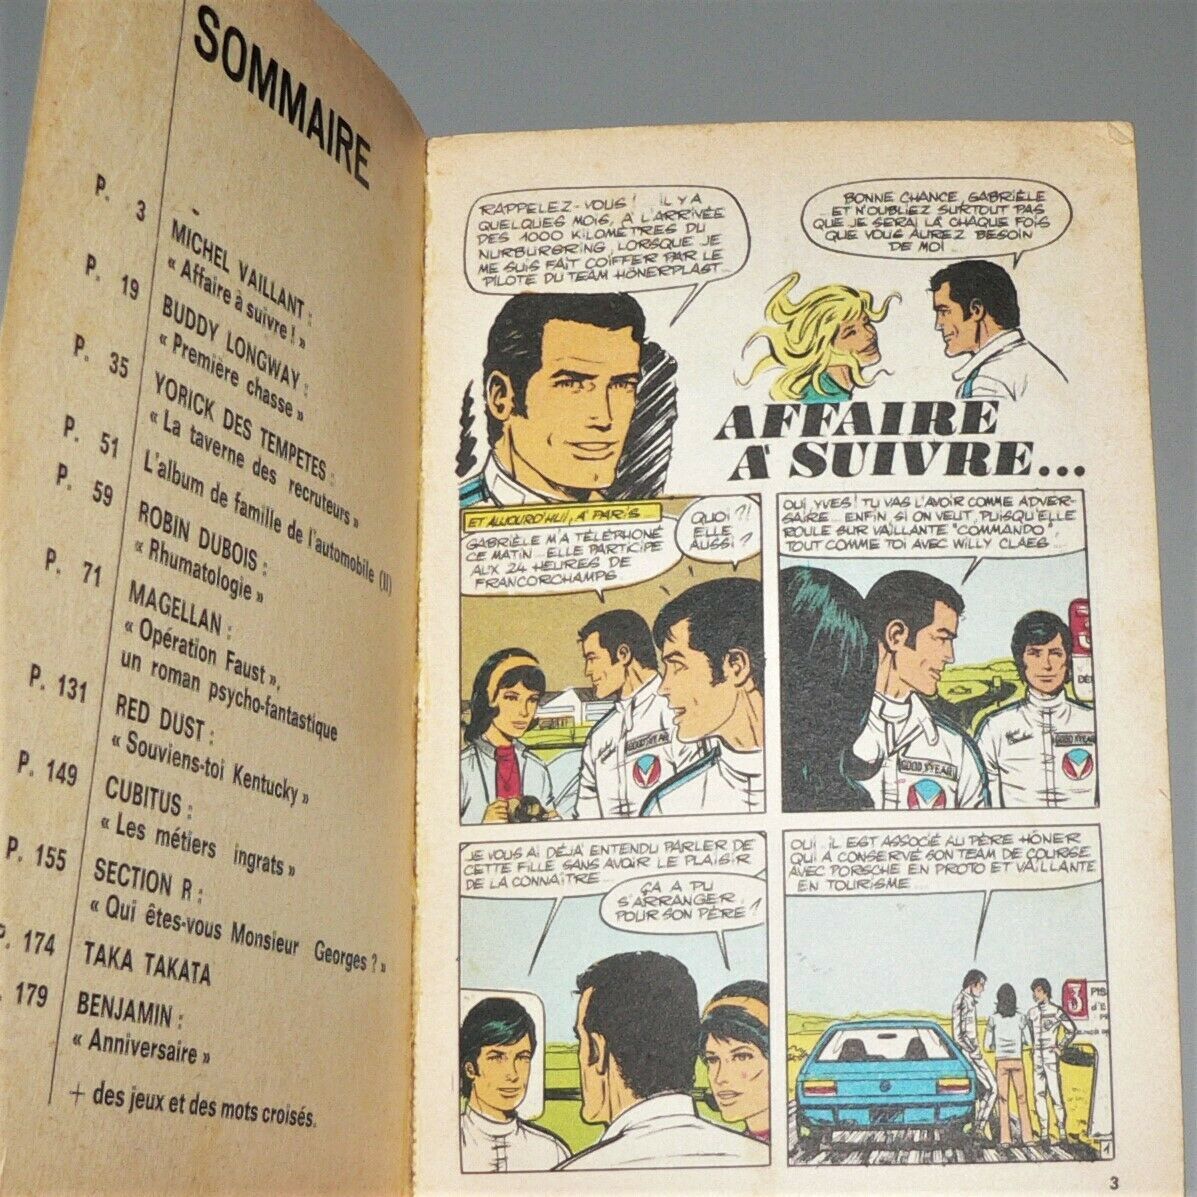 SOMMAIRE
P. 3 MICHEL VAILLANT :
« Affaire à suivre ! »
P. 19 BUDDY LONGWAY :
« Première chasse »
P. 35 YORICK DES TEMPETES :
« La taverne des recruteurs »
P. 51 L'album de famille de l'automobile (II)
P. 59 ROBIN DUBOIS :
« Rhumatologie »
P. 71 MAGELLAN :
« Opération Faust »,
un roman psycho-fantastique
P. 131 RED DUST :
« Souviens-toi Kentucky »
P. 149 CUBITUS :
« Les métiers ingrats »
P. 155 SECTION R :
« Qui êtes-vous Monsieur Georges ? »
P. 174 TAKA TAKATA
179 BENJAMIN :
« Anniversaire »
+ des jeux et des mots croisés.
RAPPELEZ-VOUS ! IL Y A
QUELQUES MOIS, A L'ARRIVÉE
DES 1000 KILOMÈTRES DU
NURBURGRING, LORSQUE JE
ME SUIS FAIT COIFFER PAR LE
PILOTE DU TEAM HÖNERPLAST...
BONNE CHANCE, GABRIÈLE
ET N'OUBLIEZ SURTOUT PAS
QUE JE SERAI LÀ CHAQUE FOIS
QUE VOUS AUREZ BESOIN
DE MOI...
AFFAIRE
A SUIVRE...
ET AUJOURD'HUI, A PARIS
GABRIÈLE M'A TÉLÉPHONÉ
CE MATIN... ELLE PARTICIPE
AUX 24 HEURES DE
FRANCORCHAMPS
QUOI ?!
ELLE
AUSSI ?
GOOD YEAR
OUI, YVES ! TU VAS L'AVOIR COMME ADVER-
SAIRE... ENFIN, SI ON VEUT, PUISQU'ELLE
ROULE SUR VAILLANTE "COMMANDO",
TOUT COMME TOI AVEC WILLY CLAES...
GOOD YEAR
GOOD YEAR
JE VOUS AI DÉJÀ ENTENDU PARLER DE
CETTE FILLE SANS AVOIR LE PLAISIR
DE LA CONNAÎTRE...
ÇA A PU
S'ARRANGER
POUR SON PÈRE ?
OUI... IL EST ASSOCIÉ AU PÈRE HÖNER
QUI A CONSERVÉ SON TEAM DE COURSE
AVEC PORSCHE EN PROTO ET VAILLANTE
EN TOURISME...
3 PIS
1
3